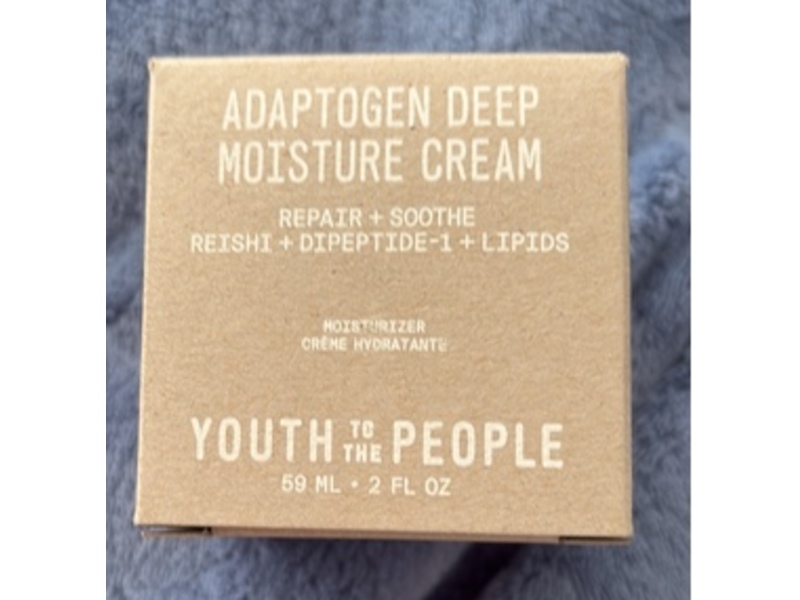 ADAPTOGEN DEEP
MOISTURE CREAM
REPAIR + SOOTHE
REISHI + DIPEPTIDE-1 + LIPIDS
MOISTURIZER
CRÈME HYDRATANTE
YOUTH TO THE PEOPLE
59 ML • 2 FL OZ